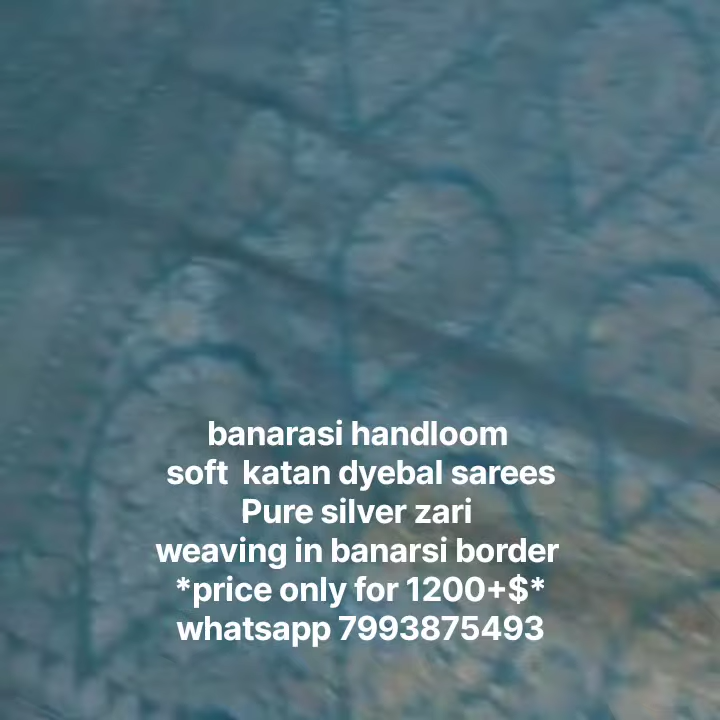 banarasi handloom
soft  katan dyebal sarees
Pure silver zari
weaving in banarsi border
*price only for 1200+$*
whatsapp 7993875493